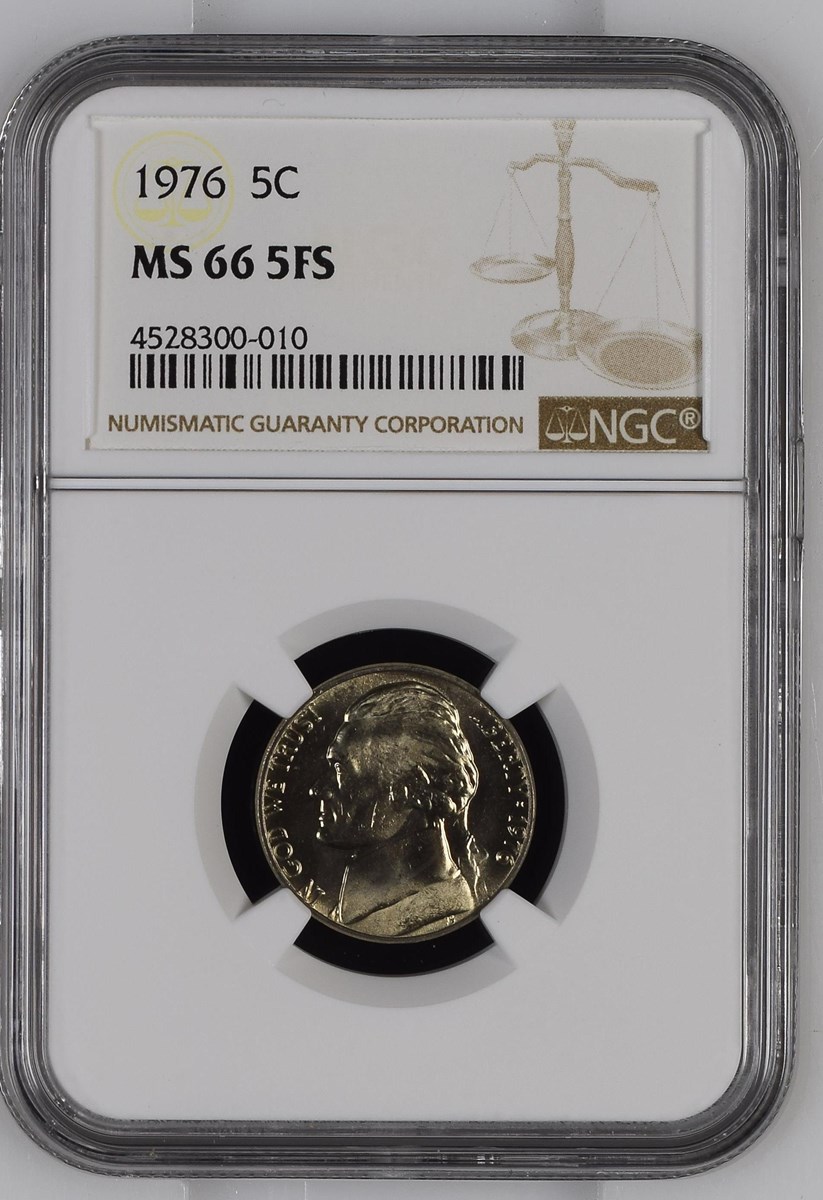 1976 5C
MS 66 5FS
4528300-010
NUMISMATIC GUARANTY CORPORATION
NGC®
IN GOD WE TRUST
LIBERTY 1976